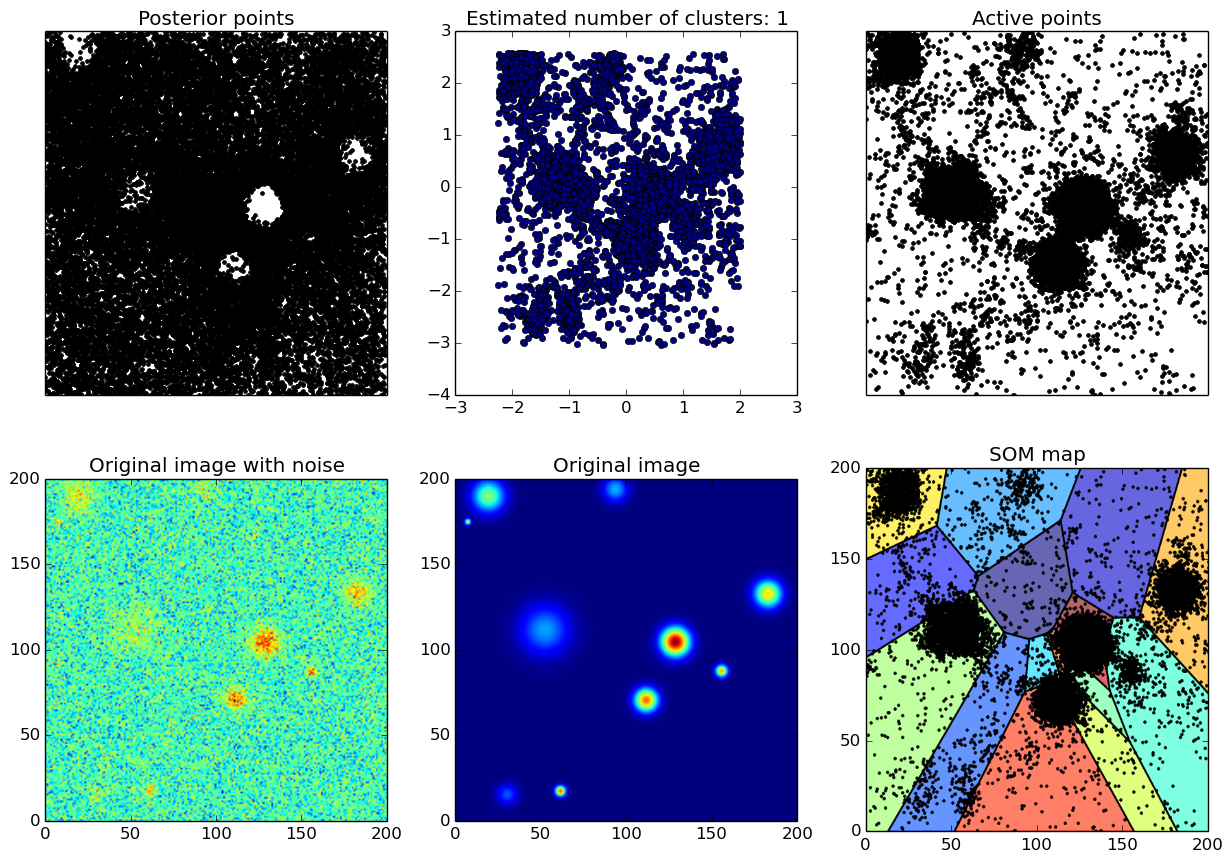 Posterior points
Estimated number of clusters: 1
Active points
3
2
1
0
−1
−2
−3
−4
−3 −2 −1 0 1 2 3
Original image with noise
Original image
SOM map
200
150
100
50
0
0 50 100 150 200
200
150
100
50
0
0 50 100 150 200
200
150
100
50
0
0 50 100 150 200